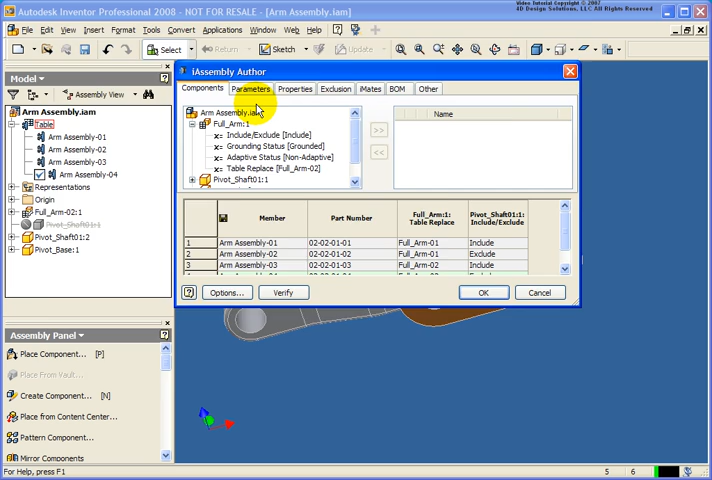 Autodesk Inventor Professional 2008 - NOT FOR RESALE - [Arm Assembly.iam]
Video Tutorial Copyright © 2007
4D Design Solutions, LLC All Rights Reserved
File Edit View Insert Format Tools Convert Applications Window Web Help
Select Return Sketch Update
Model
Assembly View
Arm Assembly.iam
Table
Arm Assembly-01
Arm Assembly-02
Arm Assembly-03
Arm Assembly-04
Representations
Origin
Full_Arm-02:1
Pivot_Shaft01:1
Pivot_Shaft01:2
Pivot_Base:1
Assembly Panel
Place Component... [P]
Place From Vault...
Create Component... [N]
Place from Content Center...
Pattern Component...
Mirror Components
iAssembly Author
Components Parameters Properties Exclusion iMates BOM Other
Arm Assembly.iam
Full_Arm:1
x= Include/Exclude [Include]
x= Grounding Status [Grounded]
x= Adaptive Status [Non-Adaptive]
x= Table Replace [Full_Arm-02]
Pivot_Shaft01:1
>>
<<
Name
Member Part Number Full_Arm:1: Table Replace Pivot_Shaft01:1: Include/Exclude
1 Arm Assembly-01 02-02-01-01 Full_Arm-01 Include
2 Arm Assembly-02 02-02-01-02 Full_Arm-01 Exclude
3 Arm Assembly-03 02-02-01-03 Full_Arm-02 Include
Options... Verify OK Cancel
For Help, press F1
5 6